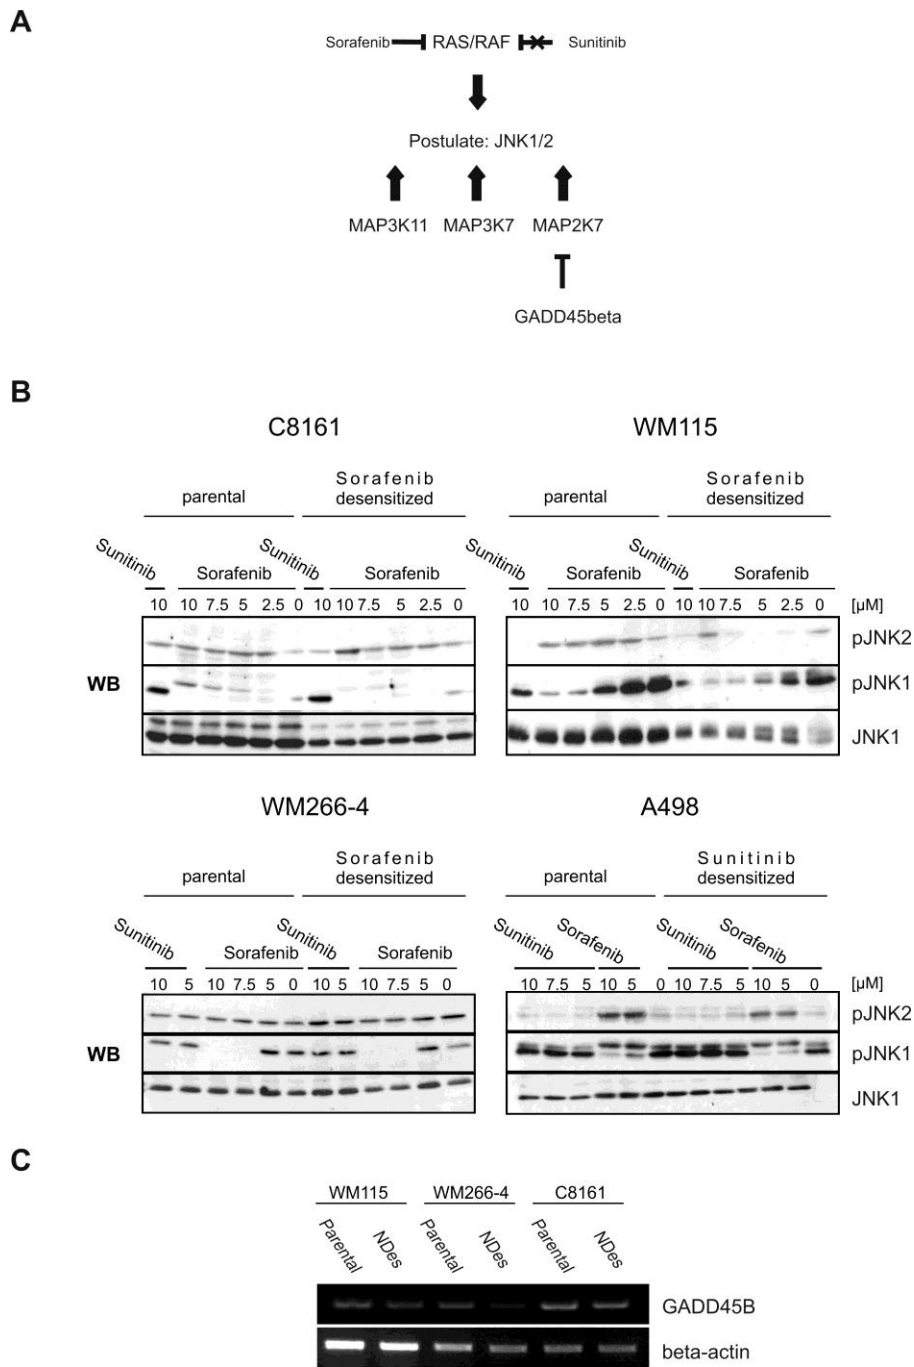 A
Sorafenib RAS/RAF Sunitinib
Postulate: JNK1/2
MAP3K11 MAP3K7 MAP2K7
GADD45beta
B
C8161
parental Sorafenib desensitized
Sunitinib Sorafenib Sunitinib Sorafenib
10 10 7.5 5 2.5 0 10 10 7.5 5 2.5 0
WB
WM115
parental Sorafenib desensitized
Sunitinib Sorafenib Sunitinib Sorafenib
10 10 7.5 5 2.5 0 10 10 7.5 5 2.5 0 [µM]
pJNK2
pJNK1
JNK1
WM266-4
parental Sorafenib desensitized
Sunitinib Sorafenib Sunitinib Sorafenib
10 5 10 7.5 5 0 10 5 10 7.5 5 0
WB
A498
parental Sunitinib desensitized
Sunitinib Sorafenib Sunitinib Sorafenib
10 7.5 5 10 5 0 10 7.5 5 10 5 0 [µM]
pJNK2
pJNK1
JNK1
C
WM115 WM266-4 C8161
Parental NDes Parental NDes Parental NDes
GADD45B
beta-actin